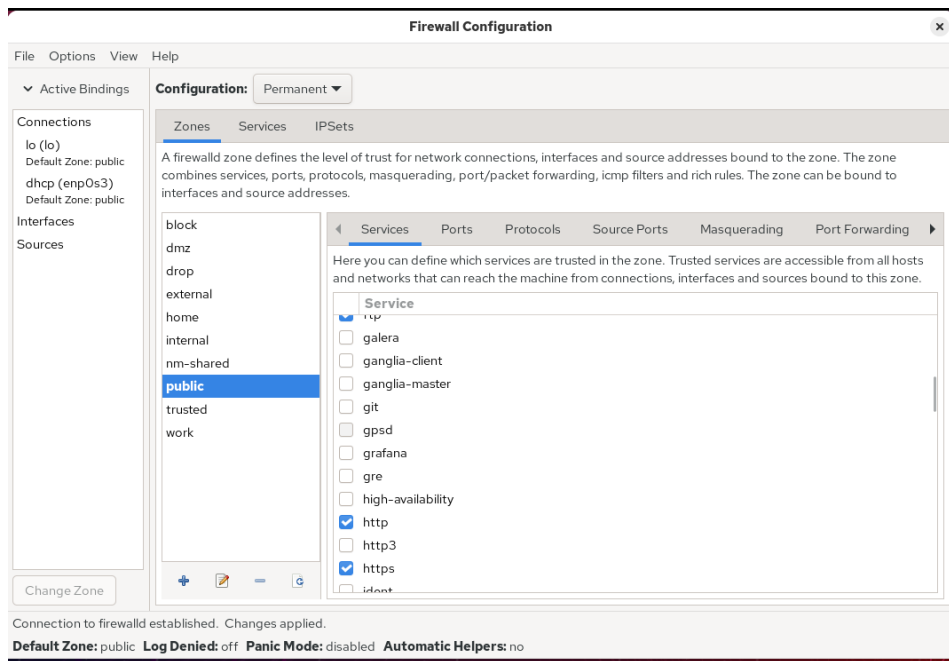 Firewall Configuration
File Options View Help
Active Bindings
Configuration: Permanent
Connections
lo (lo)
Default Zone: public
dhcp (enp0s3)
Default Zone: public
Interfaces
Sources
Change Zone
Zones Services IPSets
A firewalld zone defines the level of trust for network connections, interfaces and source addresses bound to the zone. The zone
combines services, ports, protocols, masquerading, port/packet forwarding, icmp filters and rich rules. The zone can be bound to
interfaces and source addresses.
block
dmz
drop
external
home
internal
nm-shared
public
trusted
work
Services Ports Protocols Source Ports Masquerading Port Forwarding
Here you can define which services are trusted in the zone. Trusted services are accessible from all hosts
and networks that can reach the machine from connections, interfaces and sources bound to this zone.
Service
ftp
galera
ganglia-client
ganglia-master
git
gpsd
grafana
gre
high-availability
http
http3
https
ident
Connection to firewalld established. Changes applied.
Default Zone: public Log Denied: off Panic Mode: disabled Automatic Helpers: no